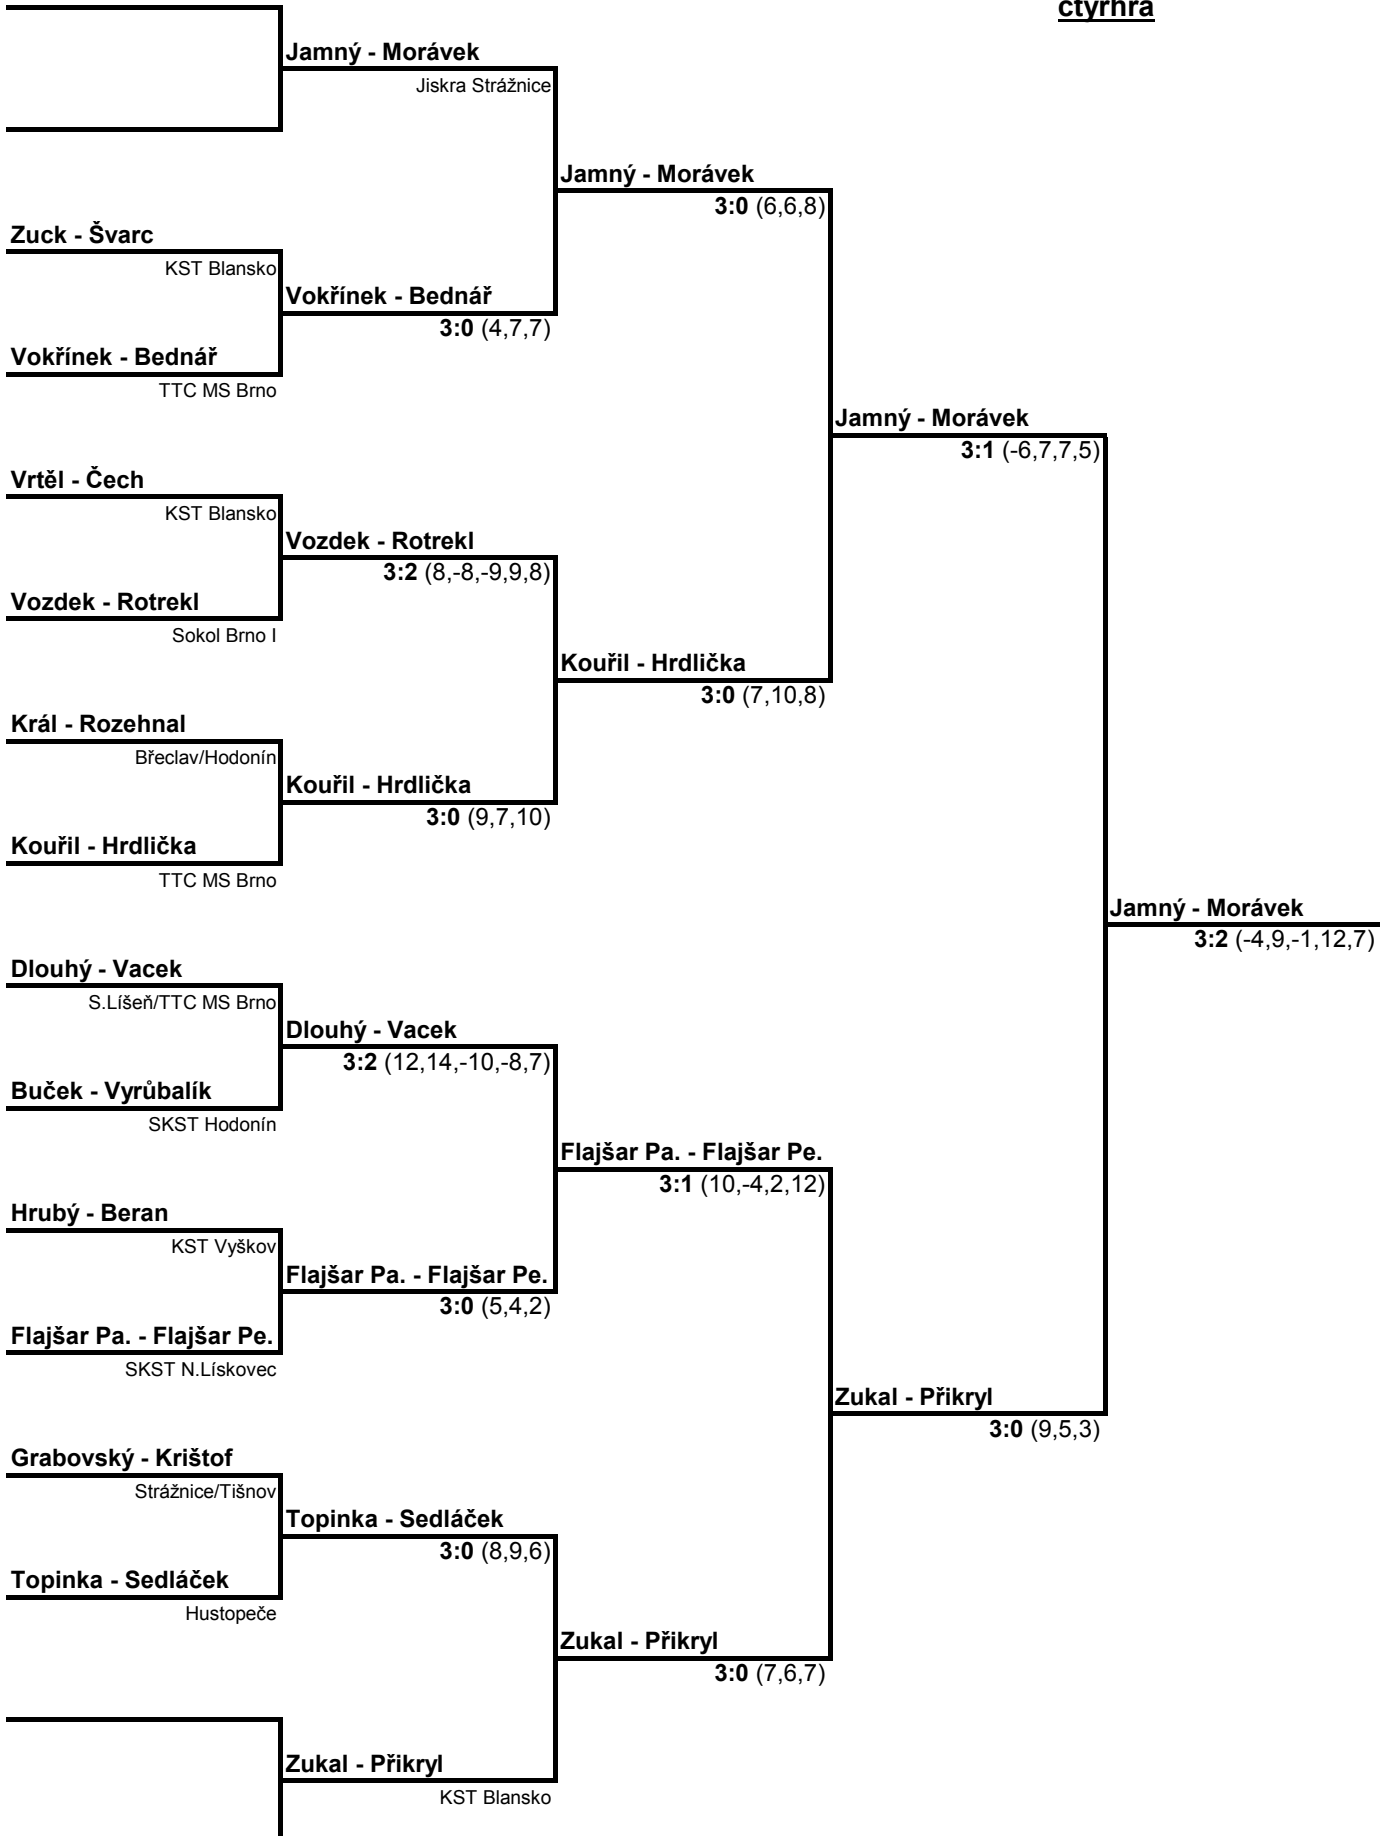 čtyřhra
Jamný - Morávek
Jiskra Strážnice
Jamný - Morávek
3:0 (6,6,8)
Zuck - Švarc
KST Blansko
Vokřínek - Bednář
3:0 (4,7,7)
Vokřínek - Bednář
TTC MS Brno
Jamný - Morávek
3:1 (-6,7,7,5)
Vrtěl - Čech
KST Blansko
Vozdek - Rotrekl
3:2 (8,-8,-9,9,8)
Vozdek - Rotrekl
Sokol Brno I
Kouřil - Hrdlička
3:0 (7,10,8)
Král - Rozehnal
Břeclav/Hodonín
Kouřil - Hrdlička
3:0 (9,7,10)
Kouřil - Hrdlička
TTC MS Brno
Jamný - Morávek
3:2 (-4,9,-1,12,7)
Dlouhý - Vacek
S.Líšeň/TTC MS Brno
Dlouhý - Vacek
3:2 (12,14,-10,-8,7)
Buček - Vyrůbalík
SKST Hodonín
Flajšar Pa. - Flajšar Pe.
3:1 (10,-4,2,12)
Hrubý - Beran
KST Vyškov
Flajšar Pa. - Flajšar Pe.
3:0 (5,4,2)
Flajšar Pa. - Flajšar Pe.
SKST N.Lískovec
Zukal - Přikryl
3:0 (9,5,3)
Grabovský - Krištof
Strážnice/Tišnov
Topinka - Sedláček
3:0 (8,9,6)
Topinka - Sedláček
Hustopeče
Zukal - Přikryl
3:0 (7,6,7)
Zukal - Přikryl
KST Blansko